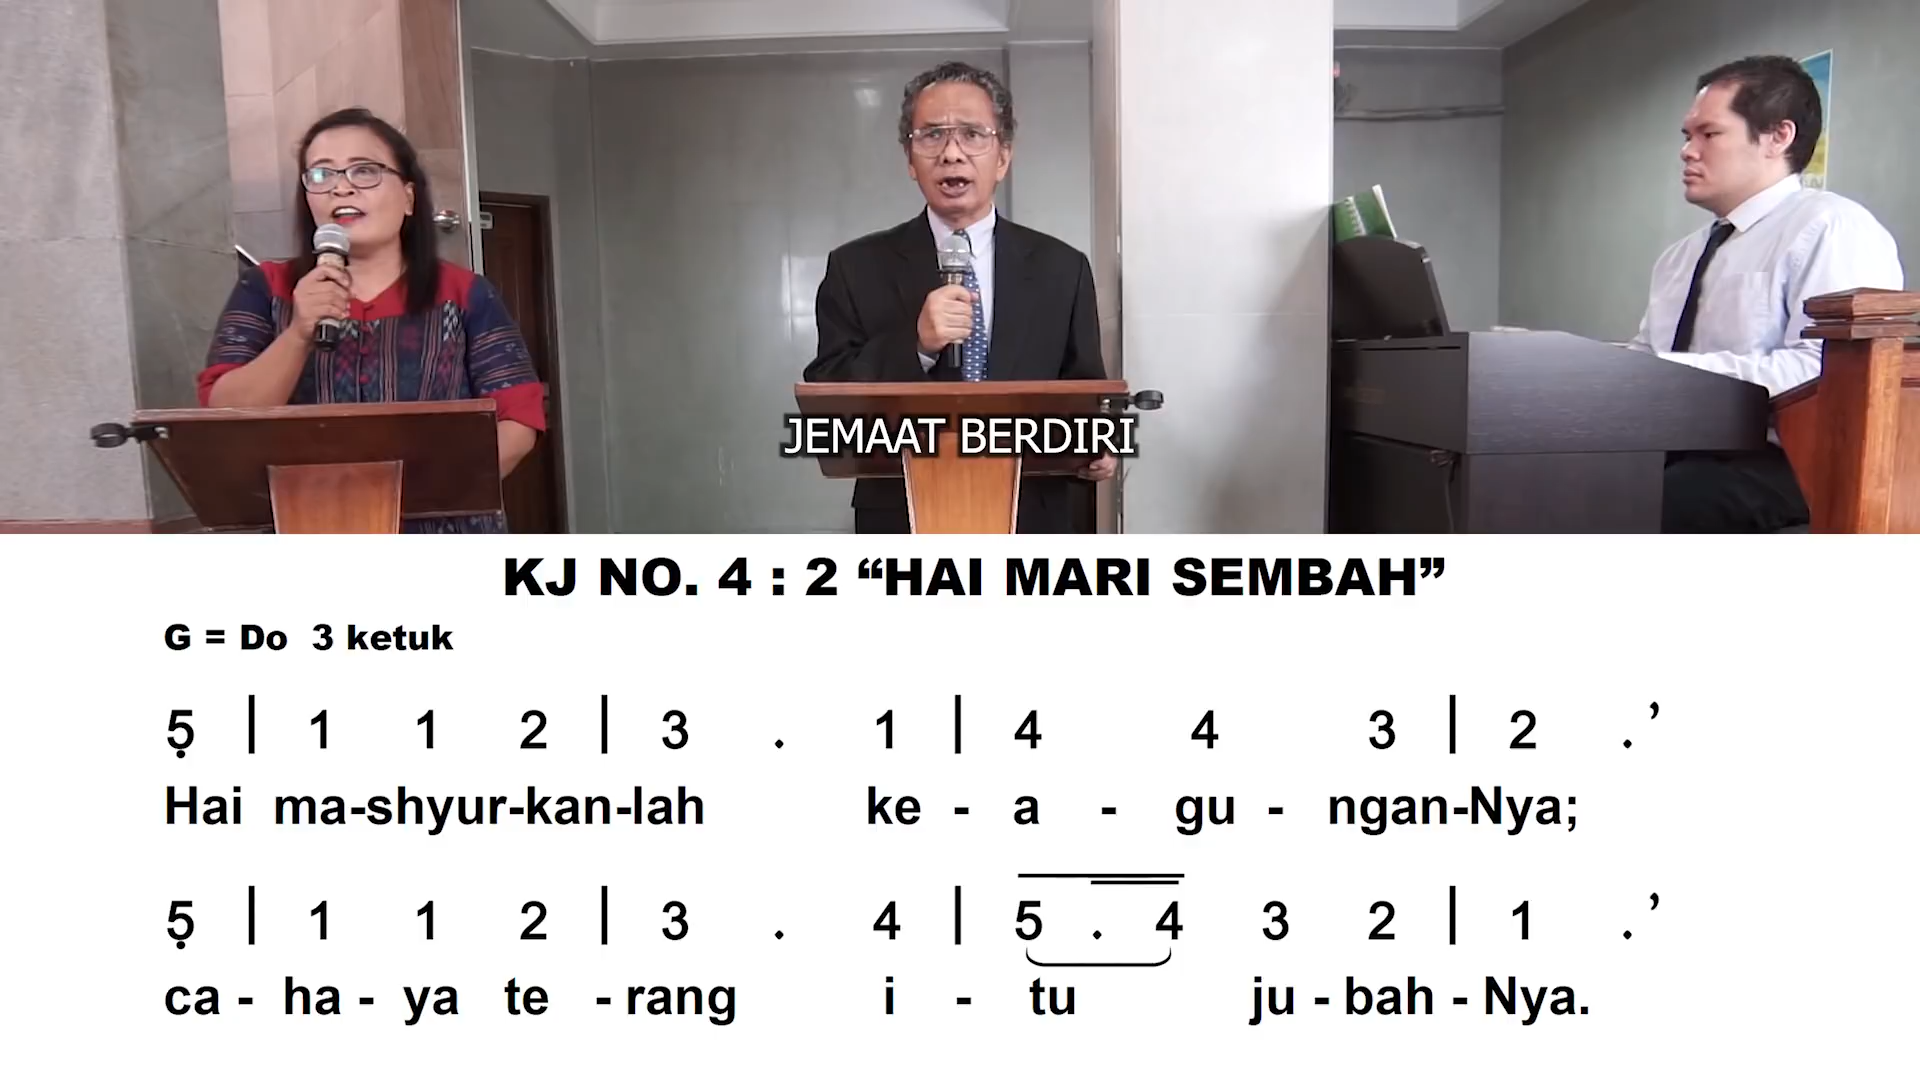 JEMAAT BERDIRI
KJ NO. 4 : 2 “HAI MARI SEMBAH”
G = Do 3 ketuk
5̣ | 1 1 2 | 3 . 1 | 4 4 3 | 2 .’
Hai ma-shyur-kan-lah ke - a - gu - ngan-Nya;
5̣ | 1 1 2 | 3 . 4 | 5 . 4 3 2 | 1 .’
ca - ha - ya te - rang i - tu ju - bah - Nya.